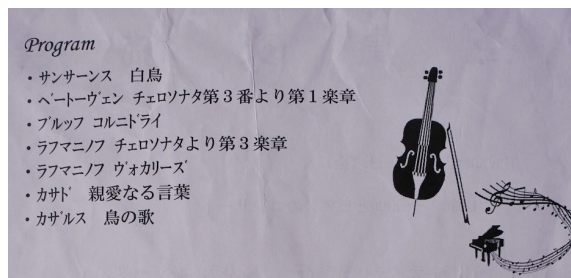 Program
・サンサーンス　白鳥
・ベートーヴェン チェロソナタ第3番より第1楽章
・ブルッフ コルニドライ
・ラフマニノフ チェロソナタより第3楽章
・ラフマニノフ ヴォカリーズ
・カサド　親愛なる言葉
・カザルス　鳥の歌